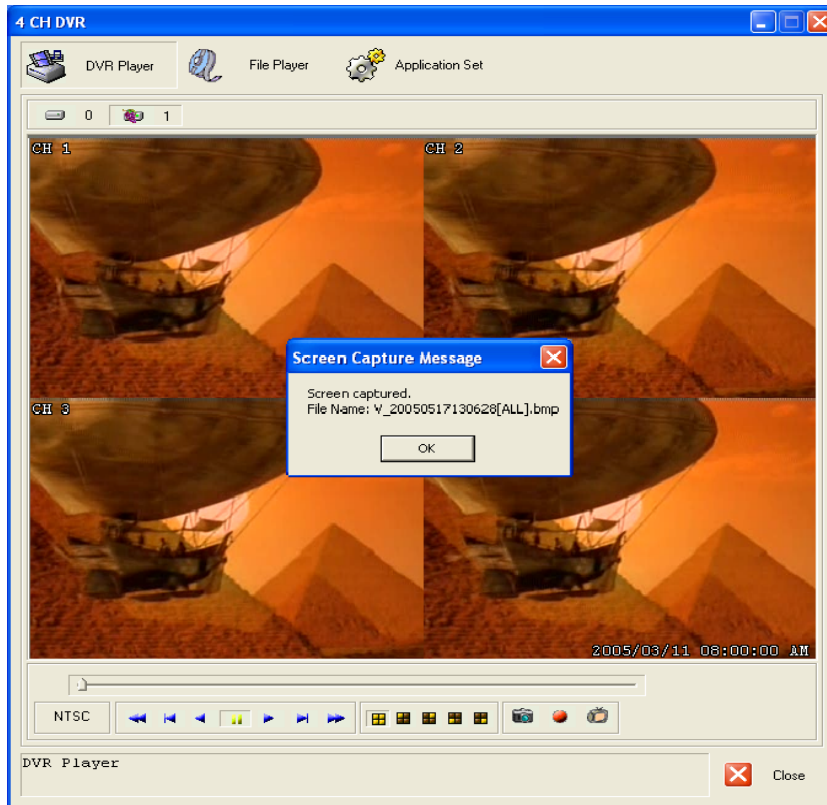 4 CH DVR
DVR Player
File Player
Application Set
0
1
CH 1
CH 2
Screen Capture Message
Screen captured.
File Name: V_20050517130628[ALL].bmp
OK
CH 3
2005/03/11 08:00:00 AM
NTSC
DVR Player
Close